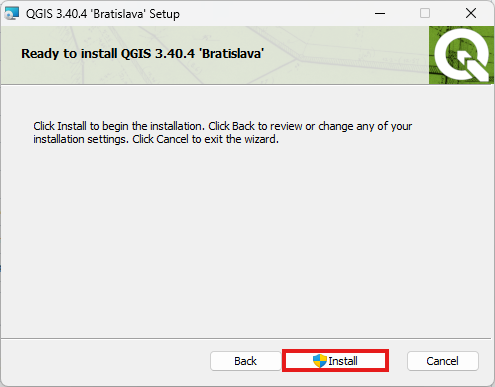 QGIS 3.40.4 'Bratislava' Setup
Ready to install QGIS 3.40.4 'Bratislava'
Click Install to begin the installation. Click Back to review or change any of your
installation settings. Click Cancel to exit the wizard.
Back Install Cancel